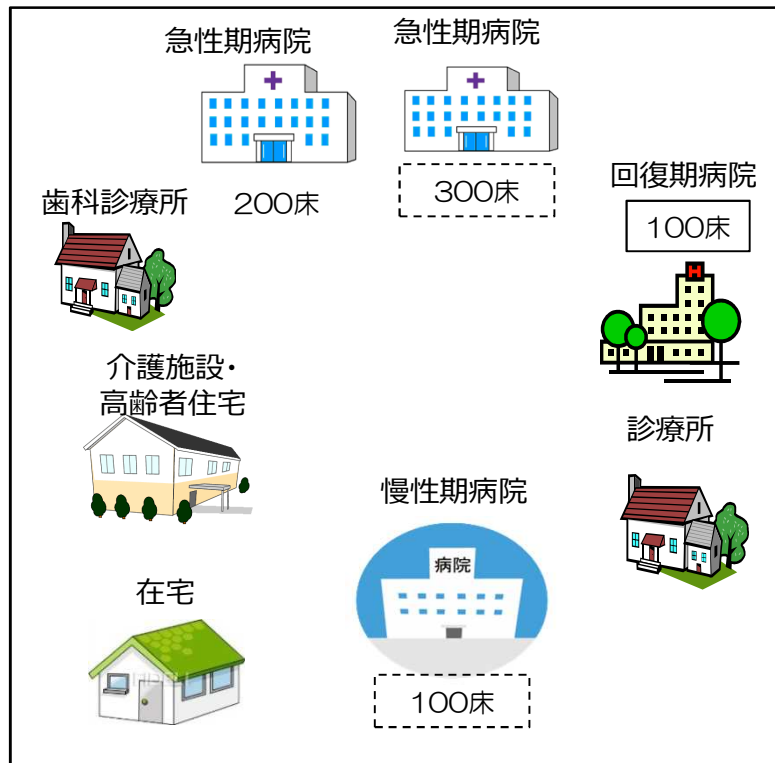 急性期病院
急性期病院
200床
300床
回復期病院
100床
H
歯科診療所
介護施設・
高齢者住宅
診療所
慢性期病院
病院
100床
在宅